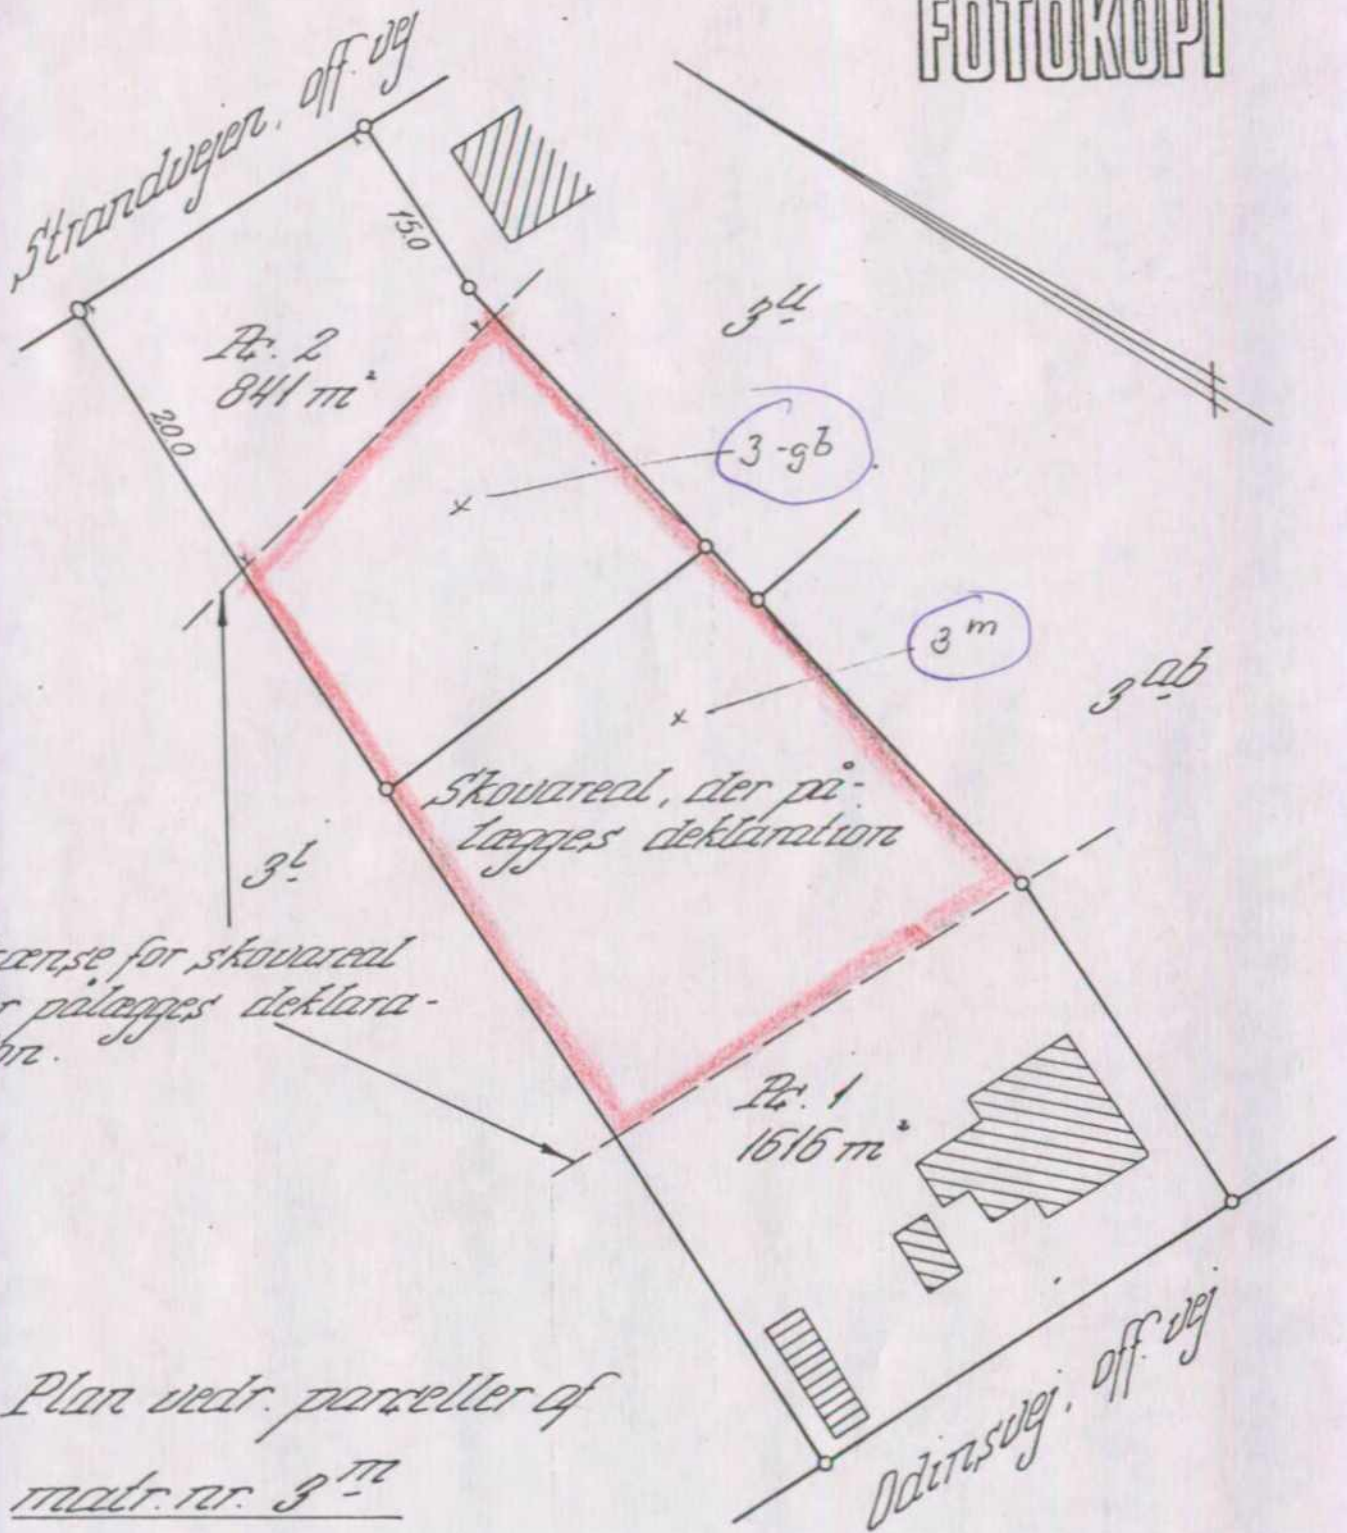 FOTOKOPI
Strandvejen, off. vej
15.0
Pr. 2
841 m²
20.0
3u
3-gb
3m
3ab
Skovareal, der på-
lægges deklaration
3l
ænse for skovareal
r pålægges deklara-
on.
Pr. 1
1616 m²
Odinsvej, off. vej
Plan vedr. parceller af
matr. nr. 3m